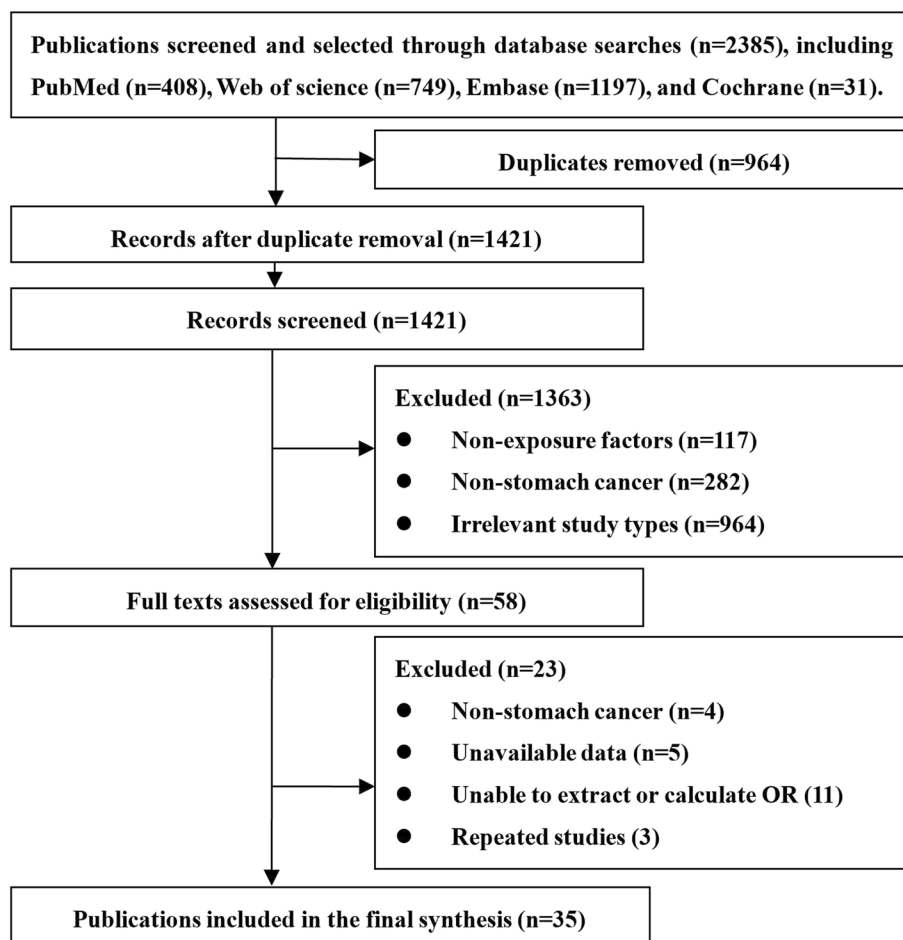 Publications screened and selected through database searches (n=2385), including
PubMed (n=408), Web of science (n=749), Embase (n=1197), and Cochrane (n=31).
Duplicates removed (n=964)
Records after duplicate removal (n=1421)
Records screened (n=1421)
Excluded (n=1363)
● Non-exposure factors (n=117)
● Non-stomach cancer (n=282)
● Irrelevant study types (n=964)
Full texts assessed for eligibility (n=58)
Excluded (n=23)
● Non-stomach cancer (n=4)
● Unavailable data (n=5)
● Unable to extract or calculate OR (11)
● Repeated studies (3)
Publications included in the final synthesis (n=35)